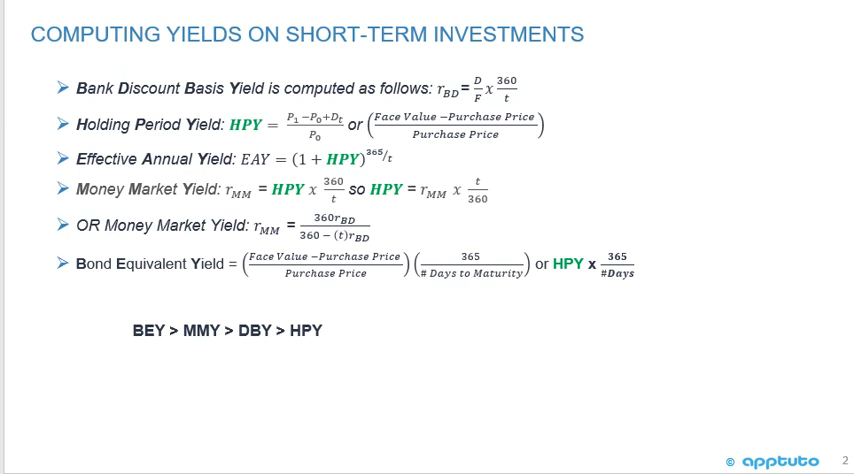 COMPUTING YIELDS ON SHORT-TERM INVESTMENTS
➢ Bank Discount Basis Yield is computed as follows: r_BD = D/F x 360/t
➢ Holding Period Yield: HPY = (P₁ − P₀ + D_t)/P₀ or (Face Value −Purchase Price / Purchase Price)
➢ Effective Annual Yield: EAY = (1 + HPY)^365/t
➢ Money Market Yield: r_MM = HPY x 360/t so HPY = r_MM x t/360
➢ OR Money Market Yield: r_MM = 360r_BD / 360 − (t)r_BD
➢ Bond Equivalent Yield = (Face Value −Purchase Price / Purchase Price) (365 / # Days to Maturity) or HPY x 365/#Days
BEY > MMY > DBY > HPY
© apptuto 2